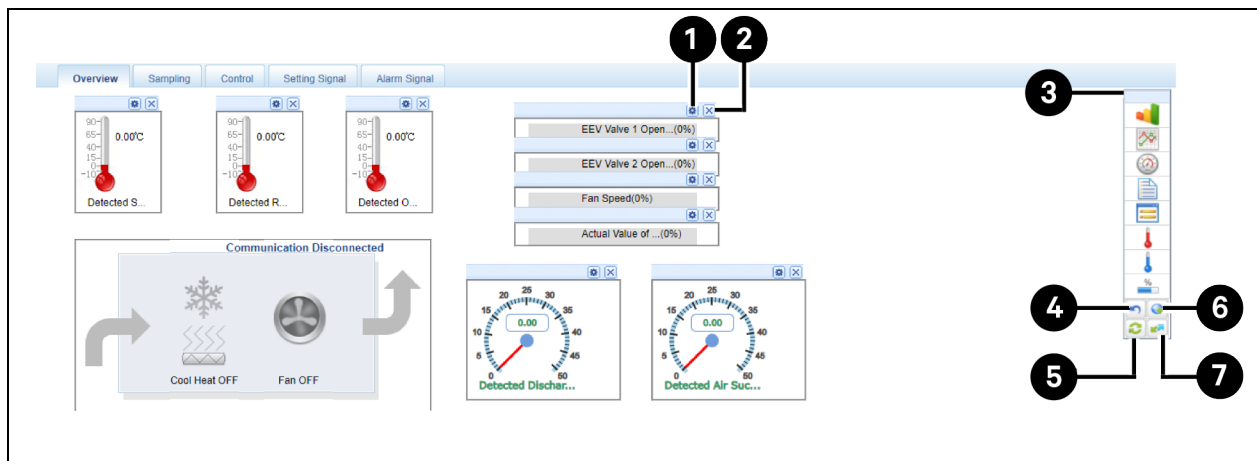 1 2
3
Overview Sampling Control Setting Signal Alarm Signal
90
65
40
15
0
-10
0.00℃
Detected S...
90
65
40
15
0
-10
0.00℃
Detected R...
90
65
40
15
0
-10
0.00℃
Detected O...
EEV Valve 1 Open...(0%)
EEV Valve 2 Open...(0%)
Fan Speed(0%)
Actual Value of ...(0%)
Communication Disconnected
Cool Heat OFF Fan OFF
0 5 10 15 20 25 30 35 40 45 50
0.00
Detected Dischar...
0 5 10 15 20 25 30 35 40 45 50
0.00
Detected Air Suc...
%
4 6
5 7